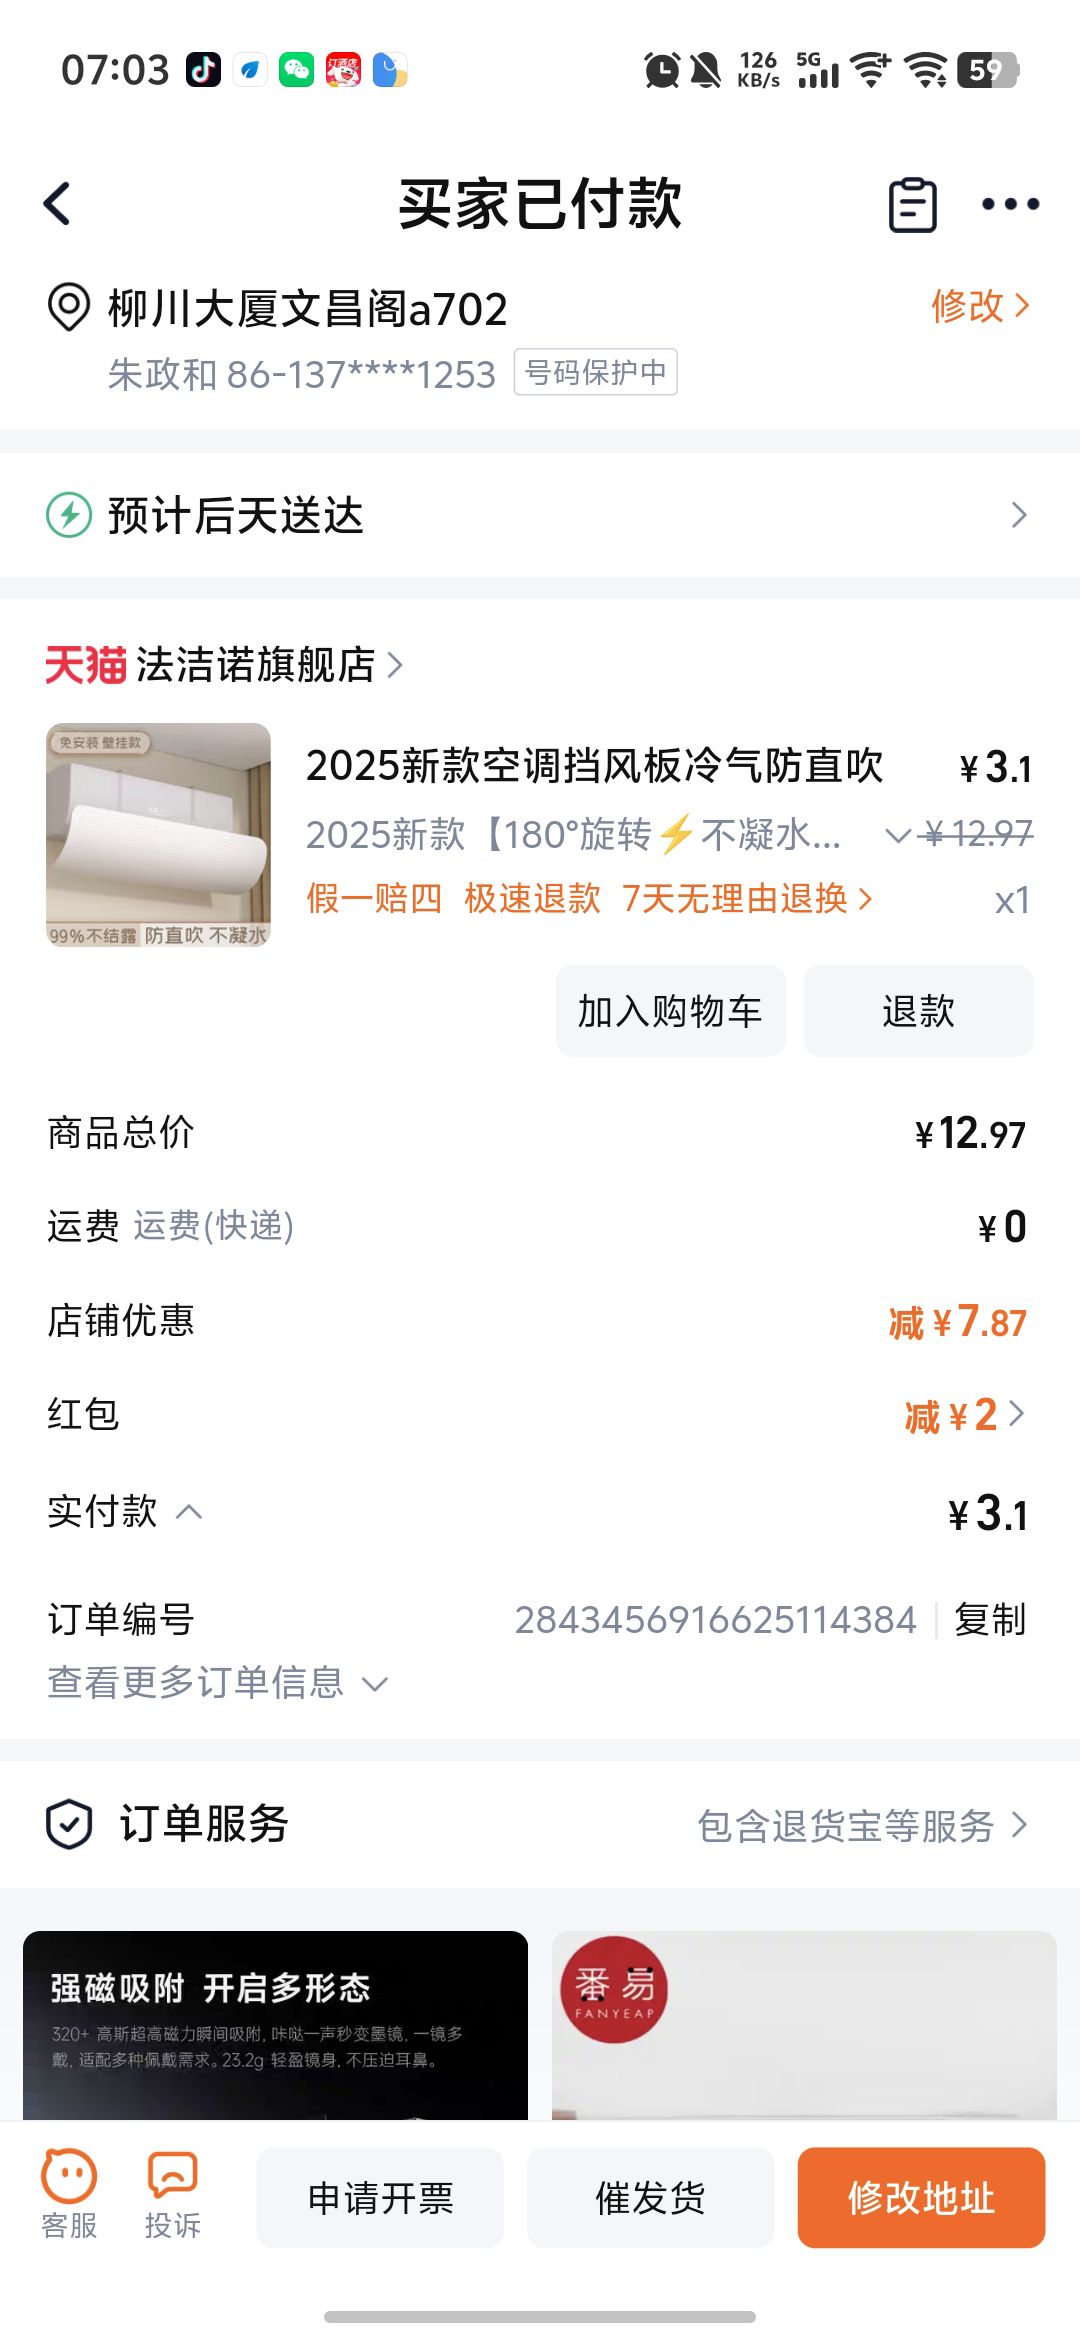 07:03
订酒店
126 KB/s 5G 59
买家已付款
柳川大厦文昌阁a702
修改
朱政和 86-137****1253 号码保护中
预计后天送达
天猫 法洁诺旗舰店
免安装 壁挂款
99%不结露 防直吹 不凝水
2025新款空调挡风板冷气防直吹 ¥3.1
2025新款【180°旋转⚡不凝水... ¥12.97
假一赔四 极速退款 7天无理由退换 x1
加入购物车 退款
商品总价 ¥12.97
运费 运费(快递) ¥0
店铺优惠 减¥7.87
红包 减¥2
实付款 ¥3.1
订单编号 2843456916625114384 复制
查看更多订单信息
订单服务 包含退货宝等服务
强磁吸附 开启多形态
320+ 高斯超高磁力瞬间吸附, 咔哒一声秒变墨镜, 一镜多
戴, 适配多种佩戴需求。23.2g 轻盈镜身, 不压迫耳鼻。
番易
FANYEAP
客服 投诉 申请开票 催发货 修改地址